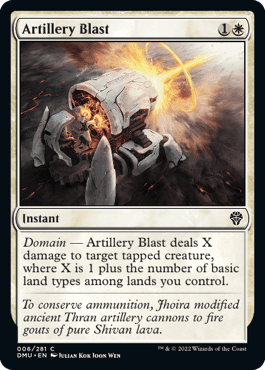 Artillery Blast 1
Instant
Domain — Artillery Blast deals X
damage to target tapped creature,
where X is 1 plus the number of basic
land types among lands you control.
To conserve ammunition, Jhoira modified
ancient Thran artillery cannons to fire
gouts of pure Shivan lava.
006/281 C
DMU • EN Julian Kok Joon Wen
™ & © 2022 Wizards of the Coast